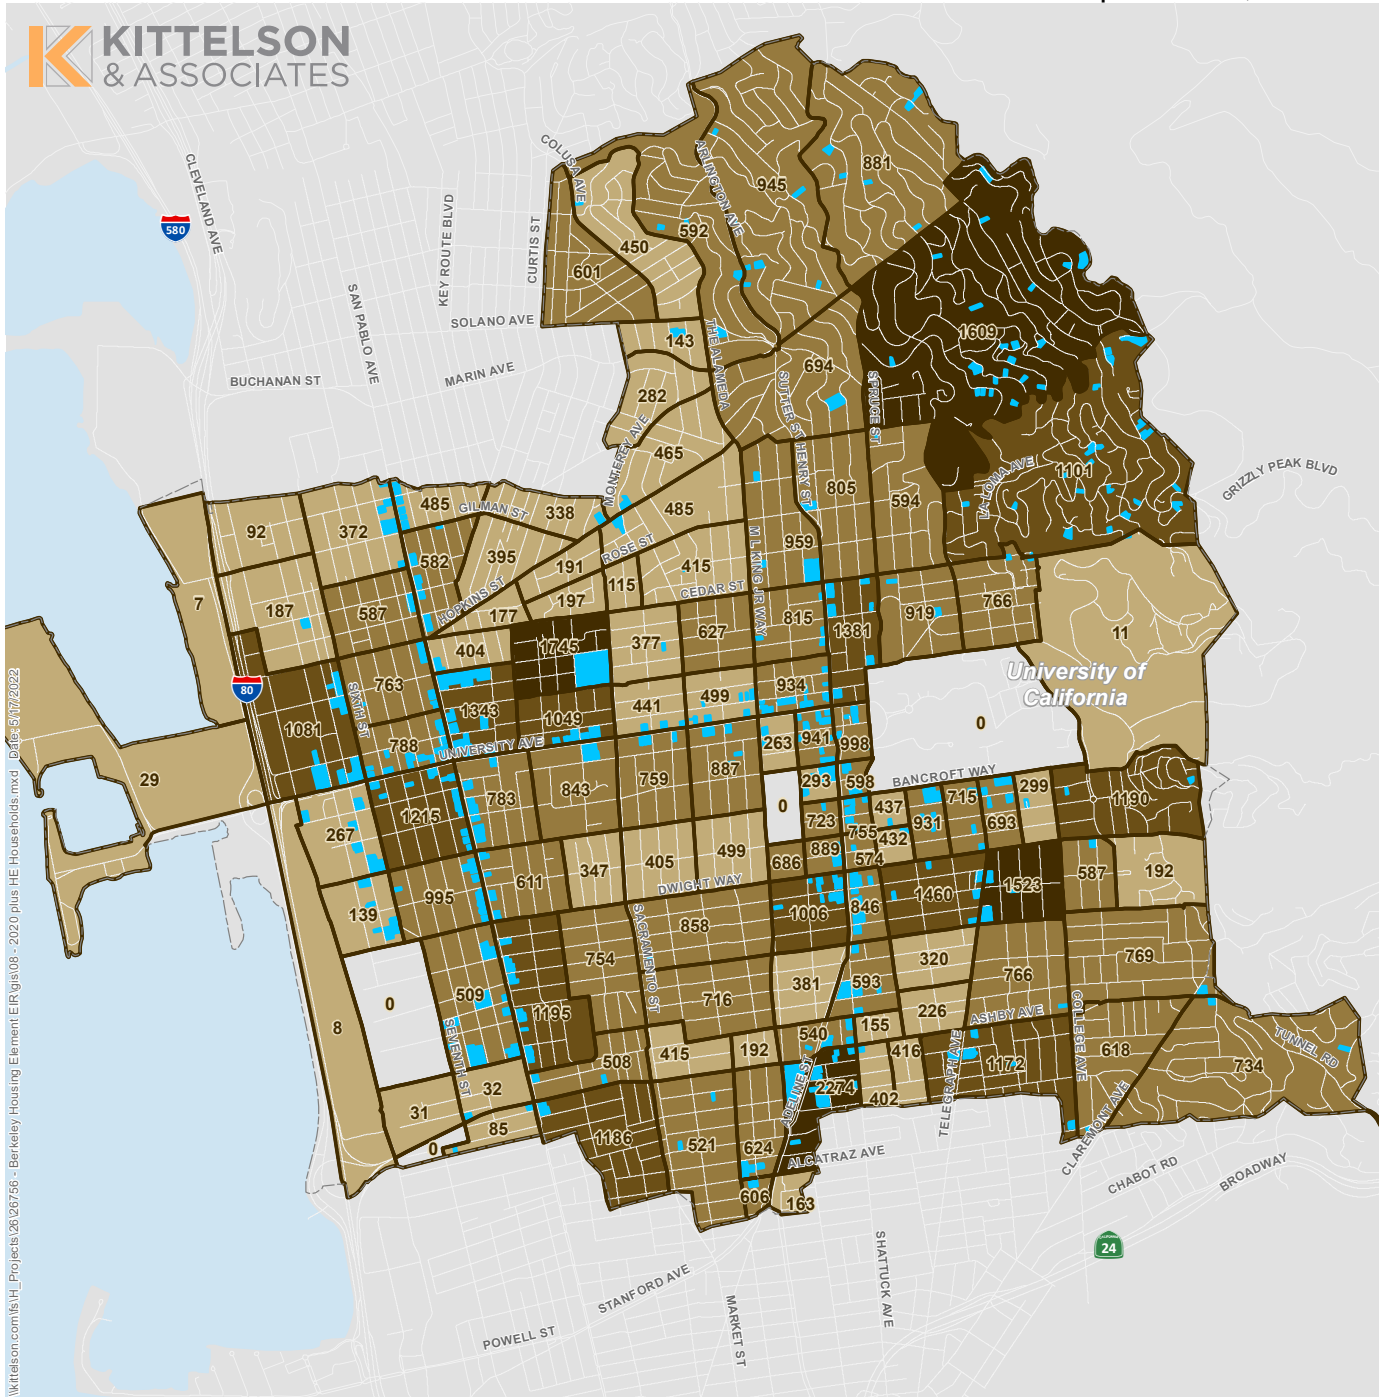 KITTELSON
& ASSOCIATES
COLUSA AVE
ARLINGTON AVE
881
945
CLEVELAND AVE
580
KEY ROUTE BLVD
CURTIS ST
592
450
601
SAN PABLO AVE
SOLANO AVE
143
THE ALAMEDA
1609
BUCHANAN ST
MARIN AVE
694
SUTTER ST
SPRUCE ST
282
MONTEREY AVE
465
HENRY ST
LA LOMA AVE
1101
GRIZZLY PEAK BLVD
805
594
485
GILMAN ST
338
485
92
372
582
395
ROSE ST
M L KING JR WAY
959
191
415
115
CEDAR ST
7
187
587
HOPKINS ST
177
197
815
1381
919
766
11
404
1745
377
627
University of
California
80
SIXTH ST
763
934
499
441
1343
1049
0
1081
788
UNIVERSITY AVE
263
941
998
29
759
887
293
598
BANCROFT WAY
299
1190
783
843
0
437
715
1215
723
755
931
693
267
432
889
574
499
405
347
686
587
192
DWIGHT WAY
611
995
1523
1460
139
1006
846
SACRAMENTO ST
858
754
320
766
769
381
593
509
0
716
226
1195
ASHBY AVE
COLLEGE AVE
8
SEVENTH ST
540
155
416
TELEGRAPH AVE
1172
618
TUNNEL RD
734
508
415
192
2274
402
32
31
ADELINE ST
CLAREMONT AVE
85
0
1186
521
624
ALCATRAZ AVE
606
163
CHABOT RD
BROADWAY
CALIFORNIA
24
STANFORD AVE
SHATTUCK AVE
MARKET ST
POWELL ST
\\kittelson.com\fs\H_Projects\26\26756 - Berkeley Housing Element EIR\gis\08 - 2020 plus HE Households.mxd Date: 5/17/2022